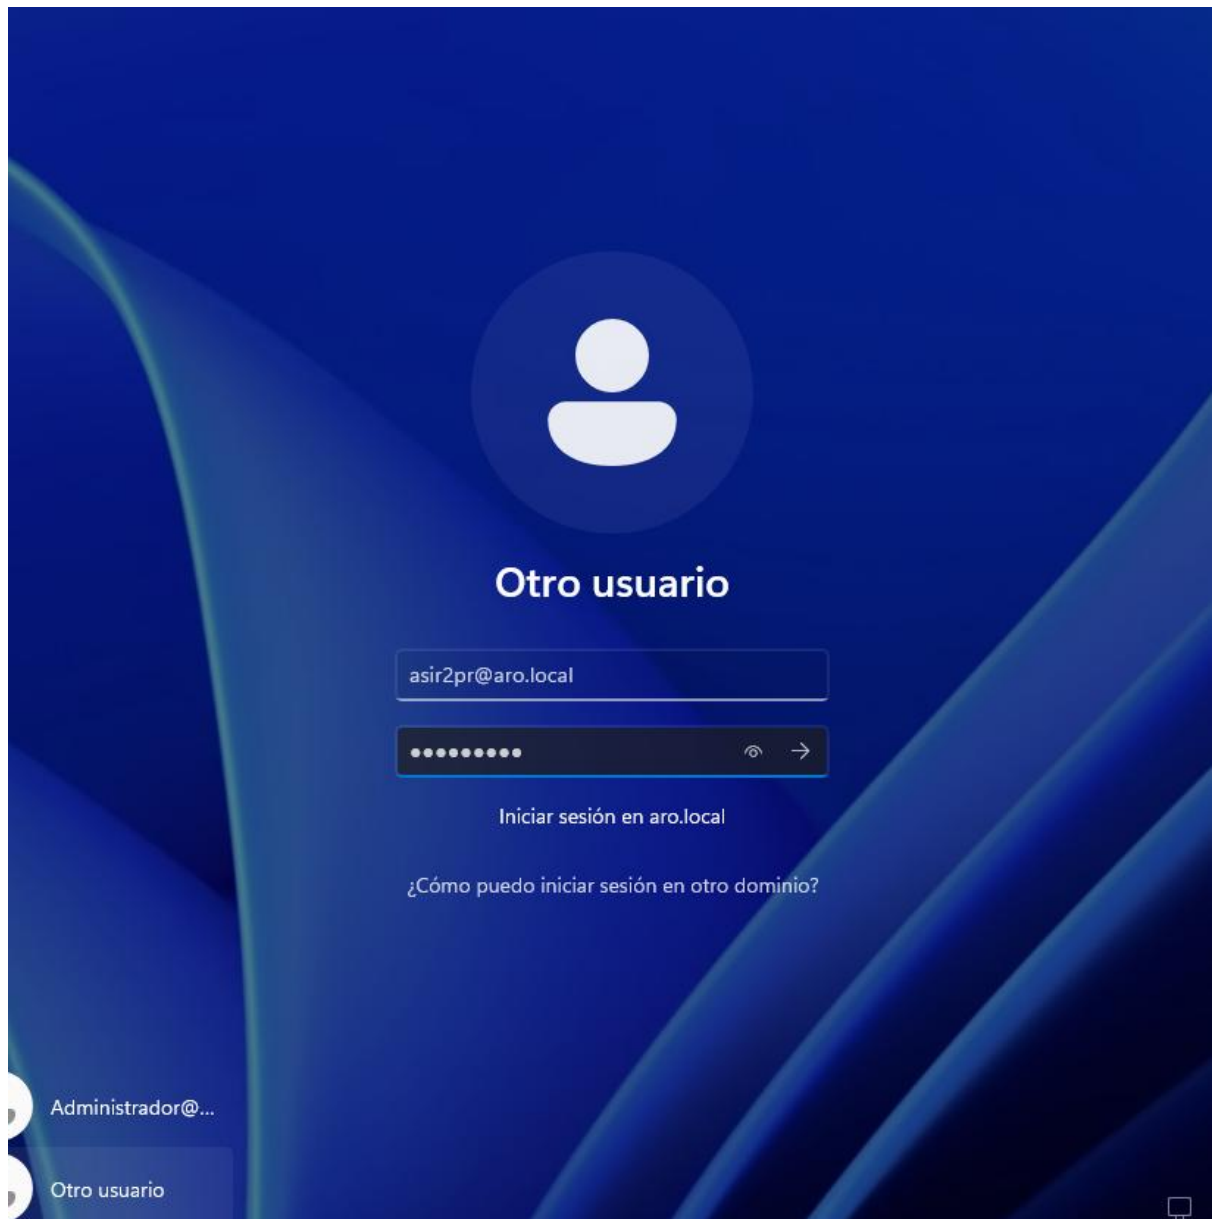 Otro usuario
asir2pr@aro.local
Iniciar sesión en aro.local
¿Cómo puedo iniciar sesión en otro dominio?
Administrador@...
Otro usuario